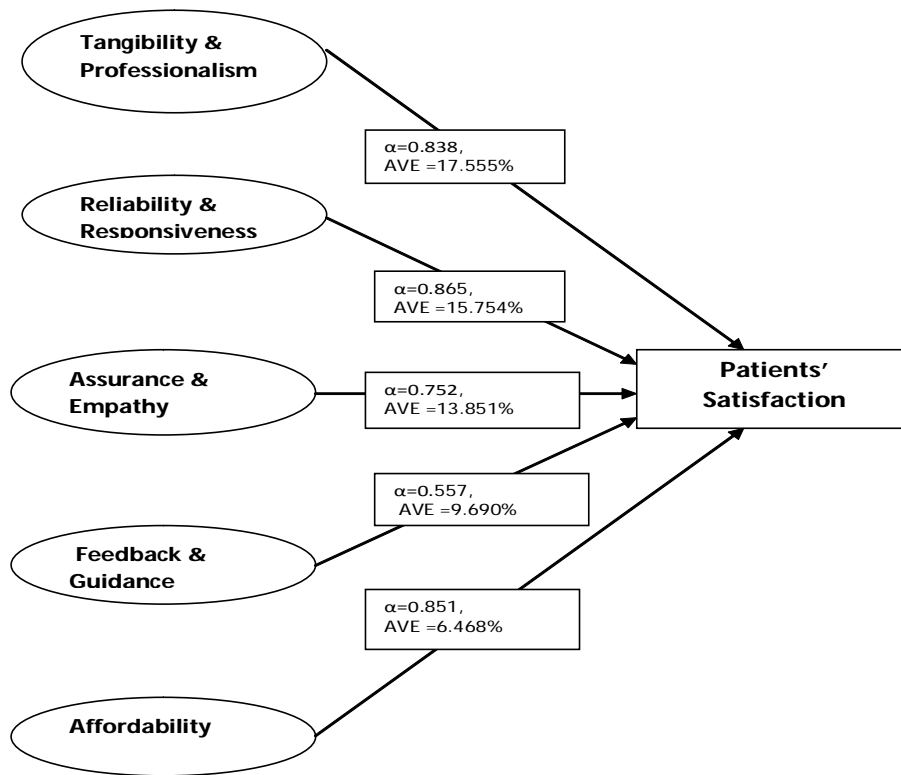 Tangibility &
Professionalism
α=0.838,
AVE =17.555%
Reliability &
Responsiveness
α=0.865,
AVE =15.754%
Assurance &
Empathy
α=0.752,
AVE =13.851%
Patients’
Satisfaction
α=0.557,
AVE =9.690%
Feedback &
Guidance
α=0.851,
AVE =6.468%
Affordability